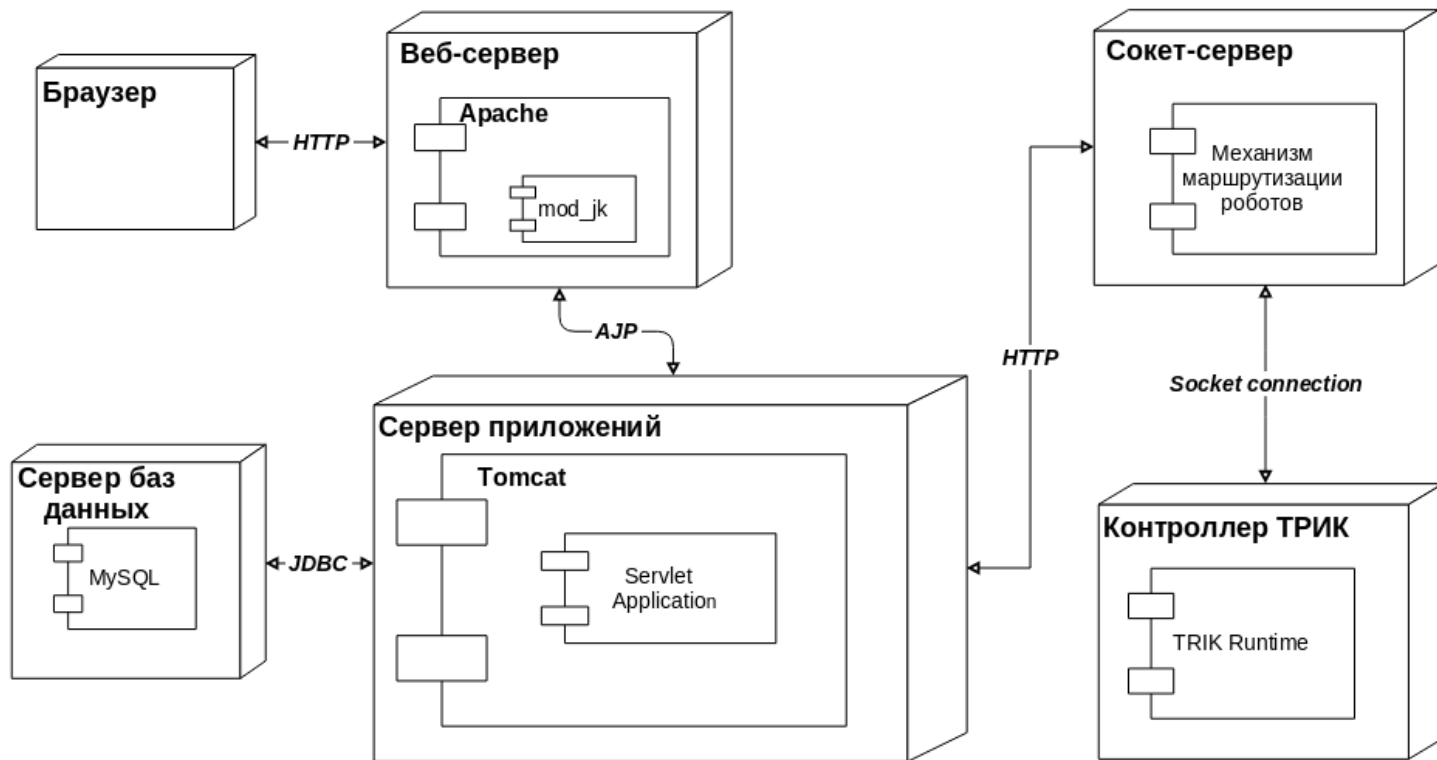 Браузер
HTTP
Веб-сервер
Apache
mod_jk
AJP
Сокет-сервер
Механизм
маршрутизации
роботов
HTTP
Socket connection
Сервер баз
данных
MySQL
JDBC
Сервер приложений
Tomcat
Servlet
Application
Контроллер ТРИК
TRIK Runtime